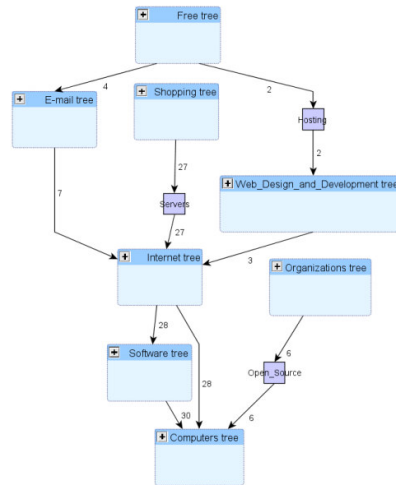 Free tree
4
2
E-mail tree
Shopping tree
Hosting
27
2
7
Servers
Web_Design_and_Development tree
27
Internet tree
3
Organizations tree
28
Software tree
28
6
Open_Source
30
6
Computers tree